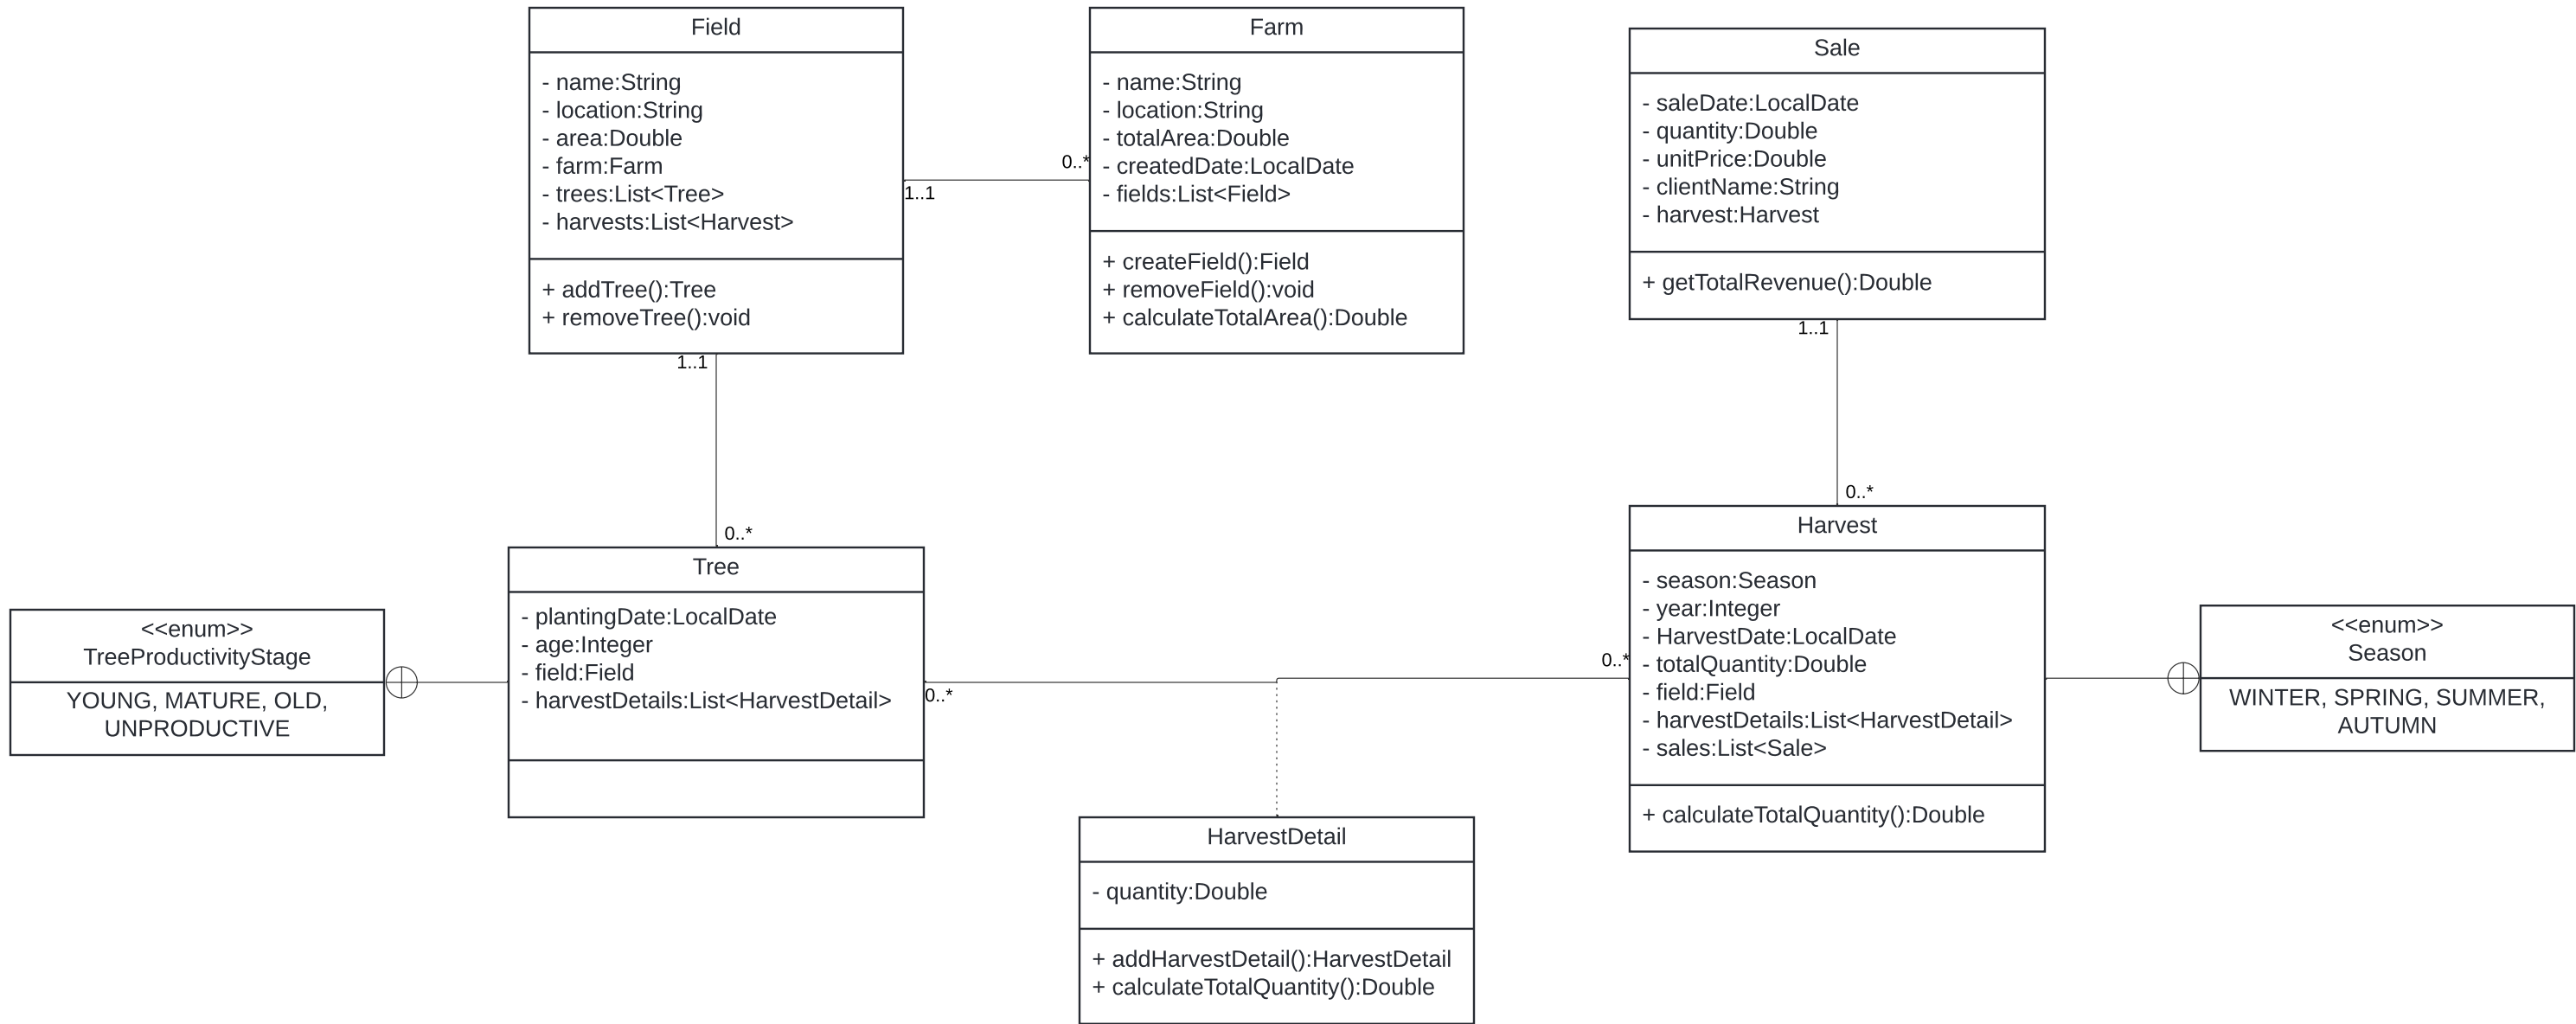 Field
- name:String
- location:String
- area:Double
- farm:Farm
- trees:List<Tree>
- harvests:List<Harvest>
+ addTree():Tree
+ removeTree():void
1..1
0..*
Farm
- name:String
- location:String
- totalArea:Double
- createdDate:LocalDate
- fields:List<Field>
+ createField():Field
+ removeField():void
+ calculateTotalArea():Double
Sale
- saleDate:LocalDate
- quantity:Double
- unitPrice:Double
- clientName:String
- harvest:Harvest
+ getTotalRevenue():Double
1..1
0..*
1..1
0..*
<<enum>>
TreeProductivityStage
YOUNG, MATURE, OLD,
UNPRODUCTIVE
Tree
- plantingDate:LocalDate
- age:Integer
- field:Field
- harvestDetails:List<HarvestDetail>
0..*
0..*
Harvest
- season:Season
- year:Integer
- HarvestDate:LocalDate
- totalQuantity:Double
- field:Field
- harvestDetails:List<HarvestDetail>
- sales:List<Sale>
+ calculateTotalQuantity():Double
<<enum>>
Season
WINTER, SPRING, SUMMER,
AUTUMN
HarvestDetail
- quantity:Double
+ addHarvestDetail():HarvestDetail
+ calculateTotalQuantity():Double